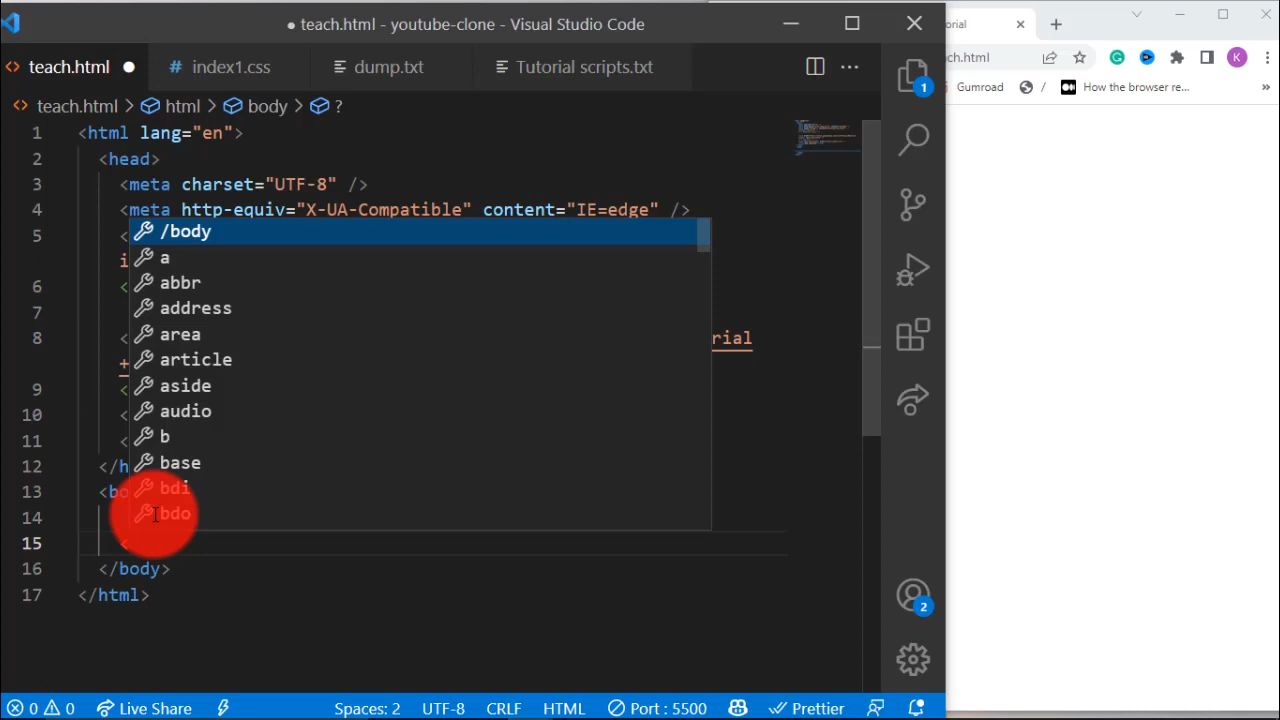 teach.html - youtube-clone - Visual Studio Code
teach.html
index1.css
dump.txt
Tutorial scripts.txt
teach.html > html > body > ?
1 <html lang="en">
2 <head>
3 <meta charset="UTF-8" />
4 <meta http-equiv="X-UA-Compatible" content="IE=edge" />
5 <
i
6 <
7
8 < rial
+
9 <
10 <
11 <
12 </h
13 <bo
14
15 <
16 </body>
17 </html>
/body
a
abbr
address
area
article
aside
audio
b
base
bdi
bdo
1
2
0 0 Live Share Spaces: 2 UTF-8 CRLF HTML Port : 5500 Prettier
orial
ch.html
K
Gumroad
How the browser re...
»